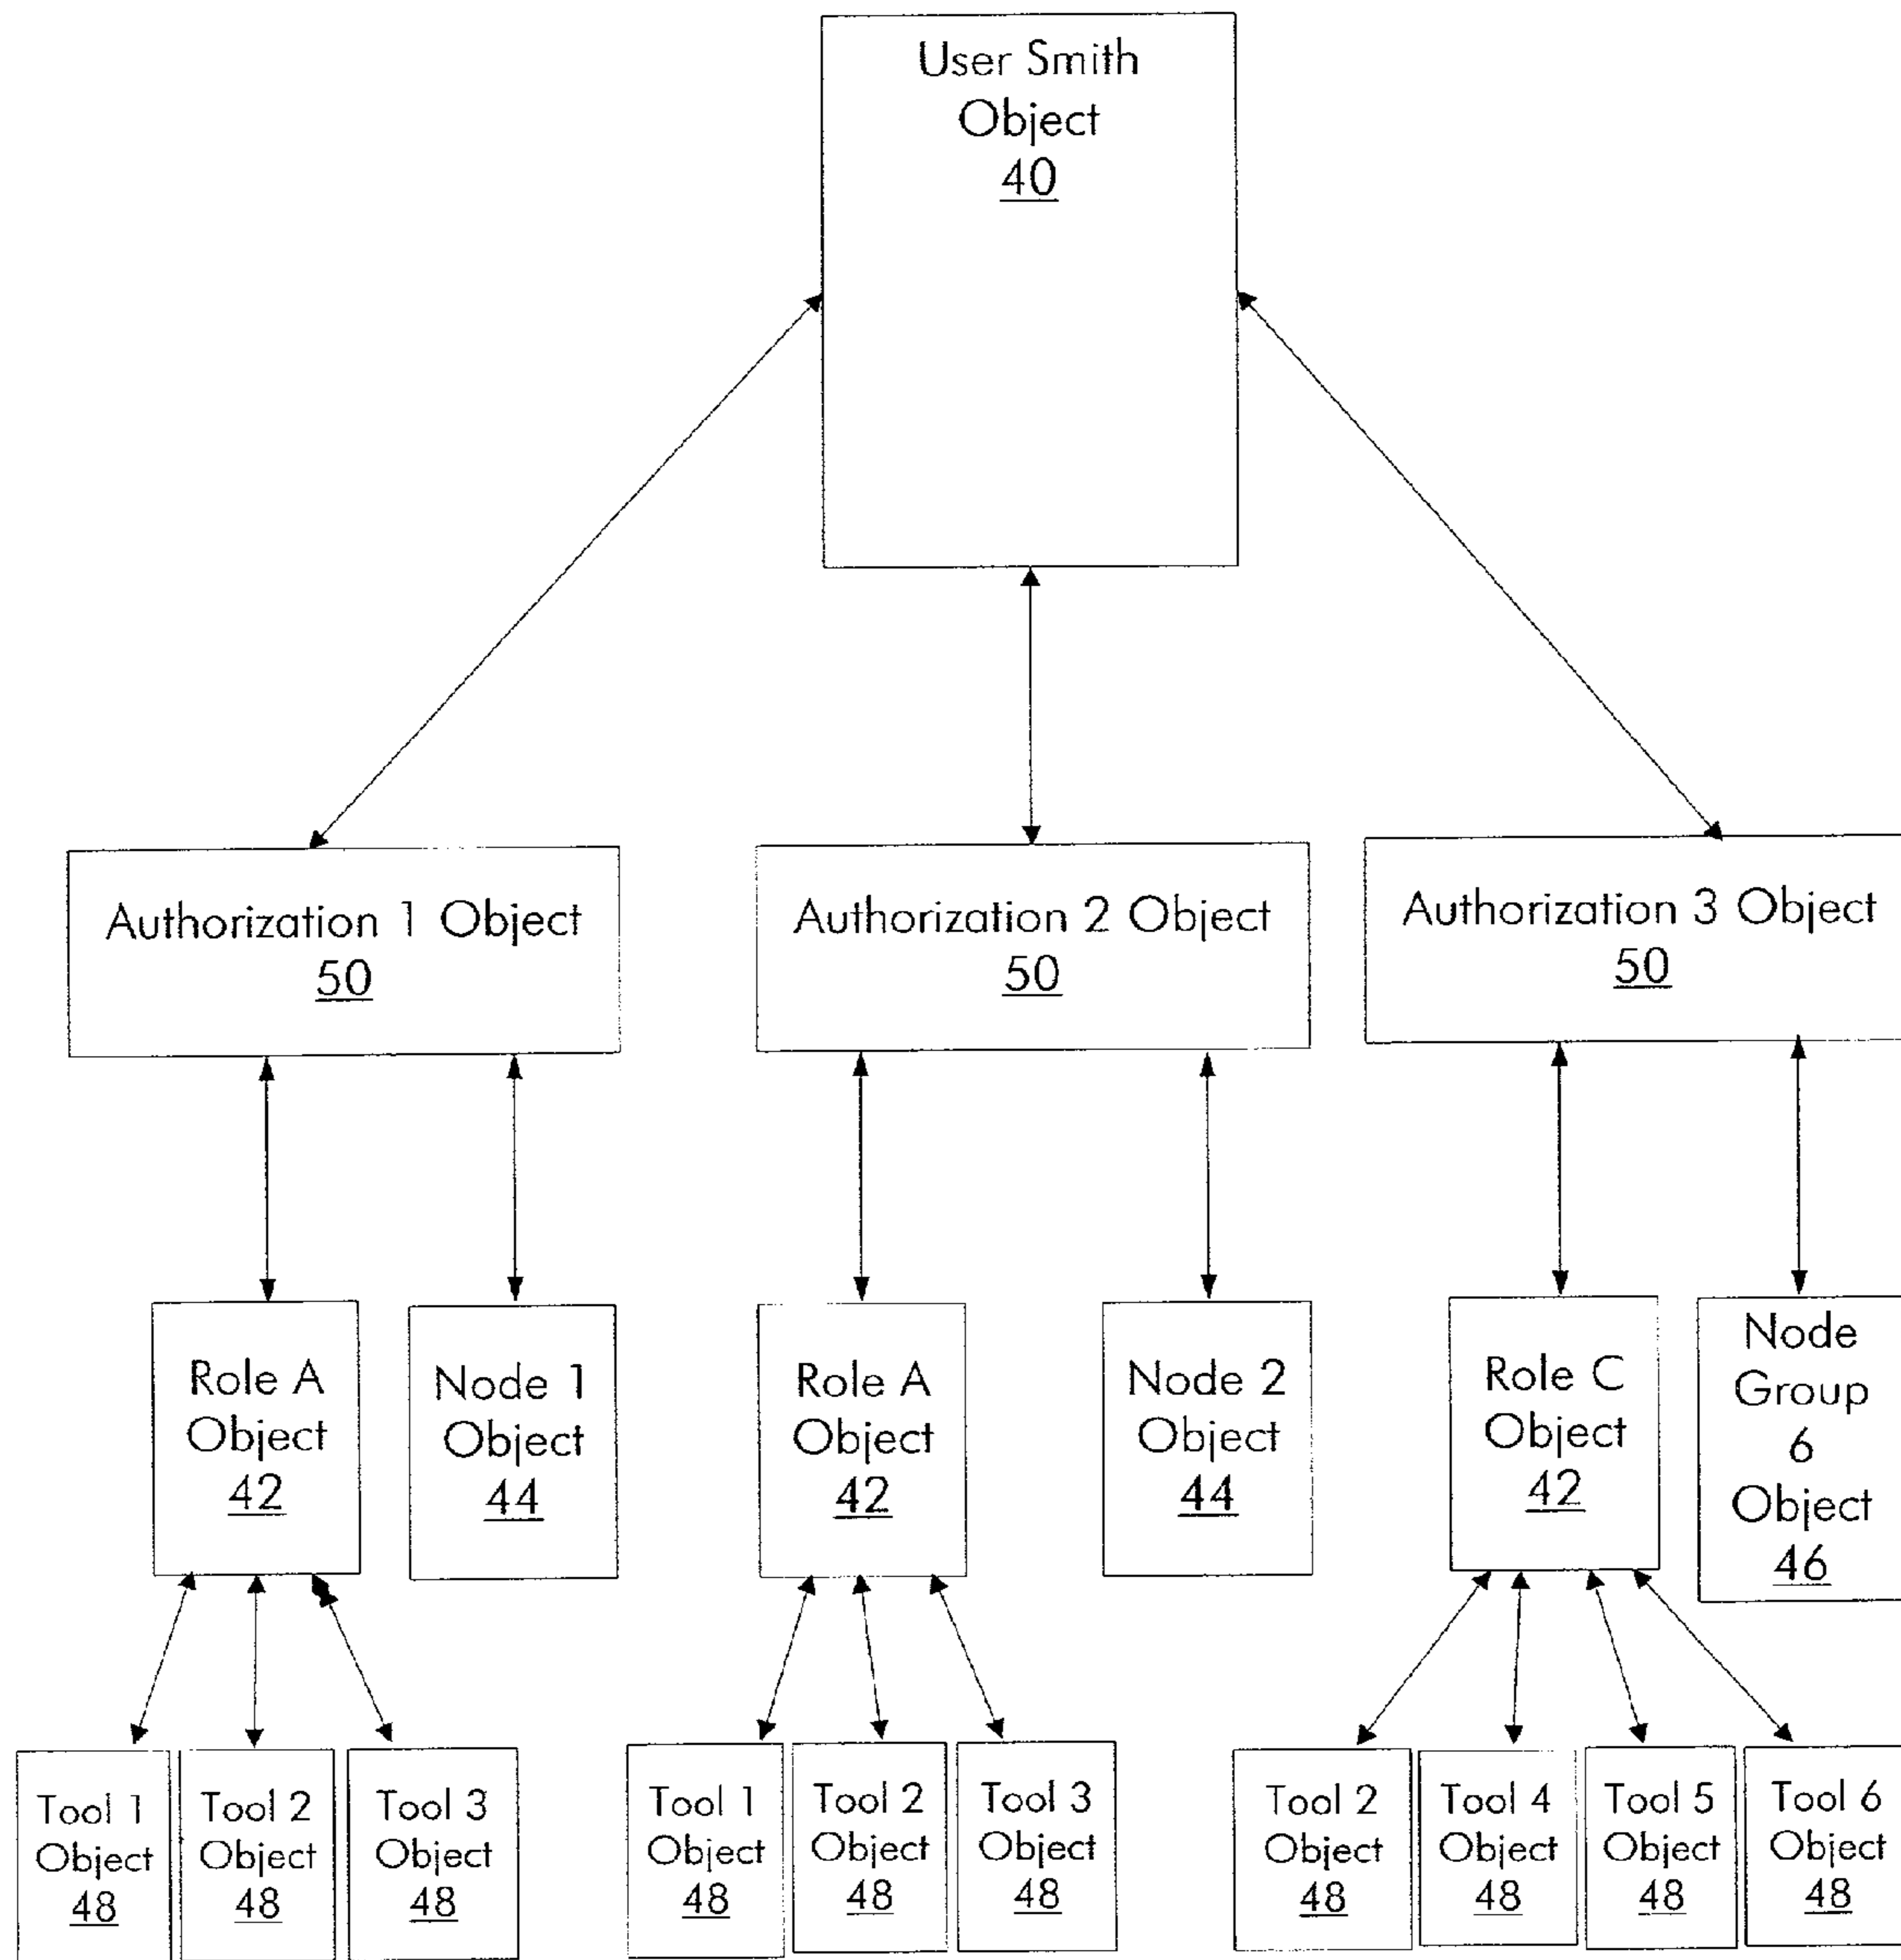 User Smith
Object
40
Authorization 1 Object
50
Authorization 2 Object
50
Authorization 3 Object
50
Role A
Object
42
Node 1
Object
44
Role A
Object
42
Node 2
Object
44
Role C
Object
42
Node
Group
6
Object
46
Tool 1
Object
48
Tool 2
Object
48
Tool 3
Object
48
Tool 1
Object
48
Tool 2
Object
48
Tool 3
Object
48
Tool 2
Object
48
Tool 4
Object
48
Tool 5
Object
48
Tool 6
Object
48